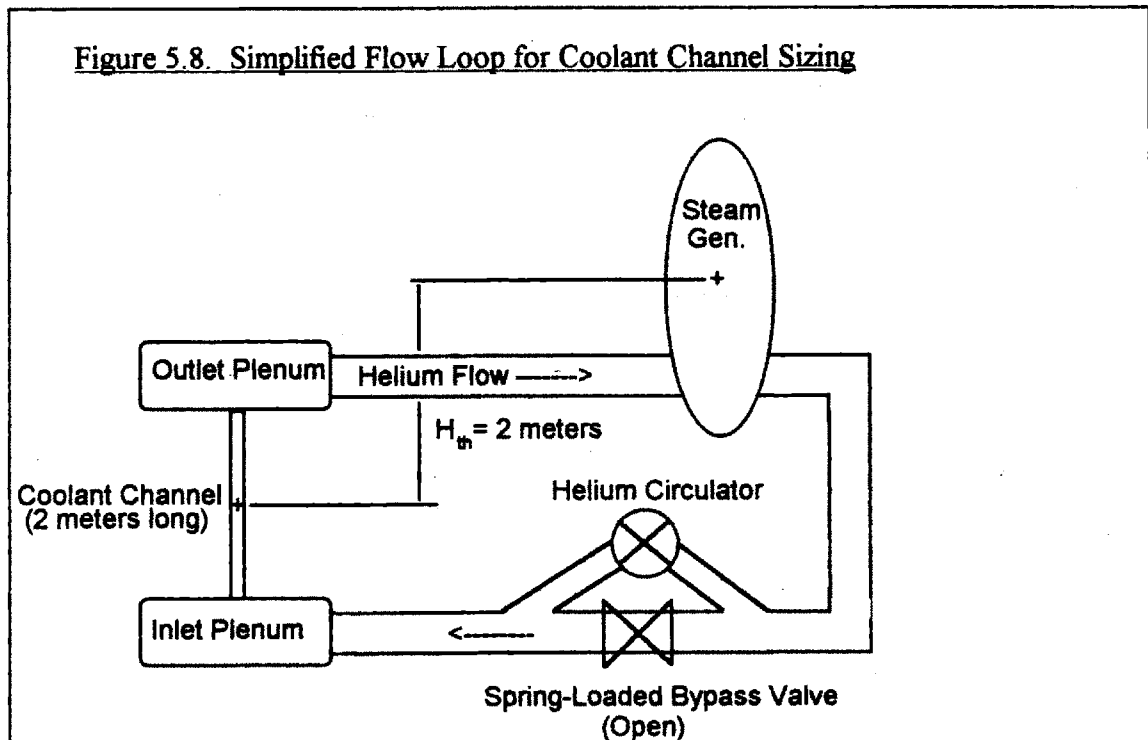 Figure 5.8. Simplified Flow Loop for Coolant Channel Sizing
Steam
Gen.
Outlet Plenum
Helium Flow ------>
H_th = 2 meters
Coolant Channel
(2 meters long)
Helium Circulator
Inlet Plenum
<-------
Spring-Loaded Bypass Valve
(Open)